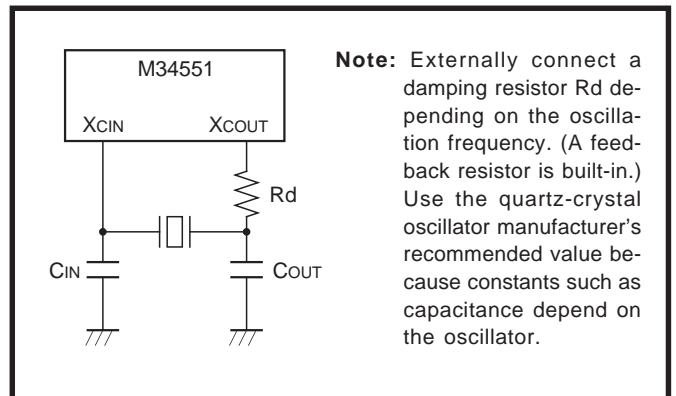 M34551
XCIN
XCOUT
Rd
CIN
COUT
Note: Externally connect a
damping resistor Rd de-
pending on the oscilla-
tion frequency. (A feed-
back resistor is built-in.)
Use the quartz-crystal
oscillator manufacturer's
recommended value be-
cause constants such as
capacitance depend on
the oscillator.